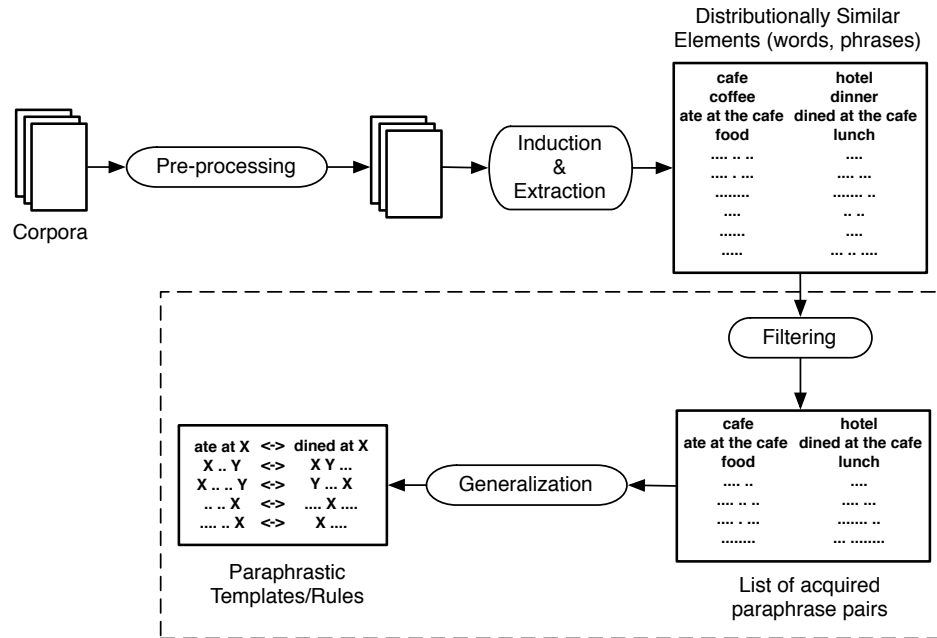 Distributionally Similar
Elements (words, phrases)
Corpora
Pre-processing
Induction
&
Extraction
cafe hotel
coffee dinner
ate at the cafe dined at the cafe
food lunch
.... .. .. ....
.... . ... .... ...
........ ....... ..
.... .. ..
...... ....
..... ... .. ....
Filtering
cafe hotel
ate at the cafe dined at the cafe
food lunch
.... .. ....
.... .. .. .... ...
.... . ... ....... ..
........ ... ........
List of acquired
paraphrase pairs
Generalization
ate at X <-> dined at X
X .. Y <-> X Y ...
X .. .. Y <-> Y ... X
.. .. X <-> .... X ....
.... .. X <-> X ....
Paraphrastic
Templates/Rules